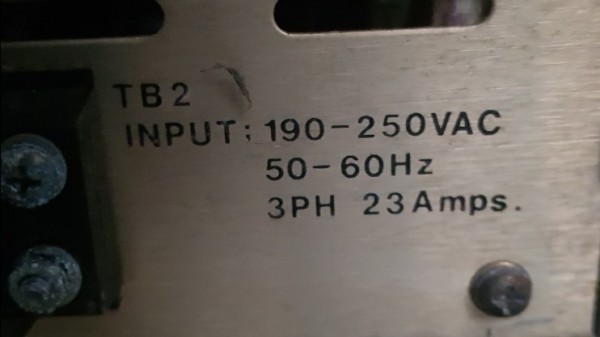 TB2
INPUT: 190-250VAC
50-60Hz
3PH 23Amps.